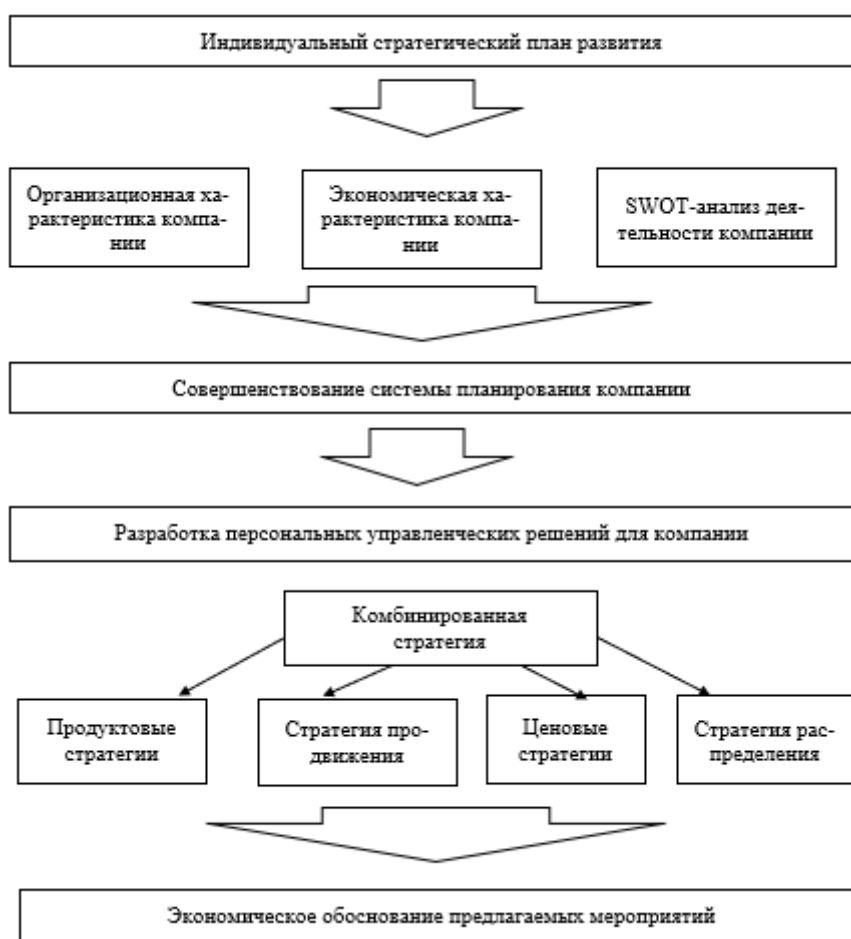 Индивидуальный стратегический план развития
Организационная ха-
рактеристика компа-
нии
Экономическая ха-
рактеристика компа-
нии
SWOT-анализ дея-
тельности компании
Совершенствование системы планирования компании
Разработка персональных управленческих решений для компании
Комбинированная
стратегия
Продуктовые
стратегии
Стратегия про-
движения
Ценовые
стратегии
Стратегия рас-
пределения
Экономическое обоснование предлагаемых мероприятий